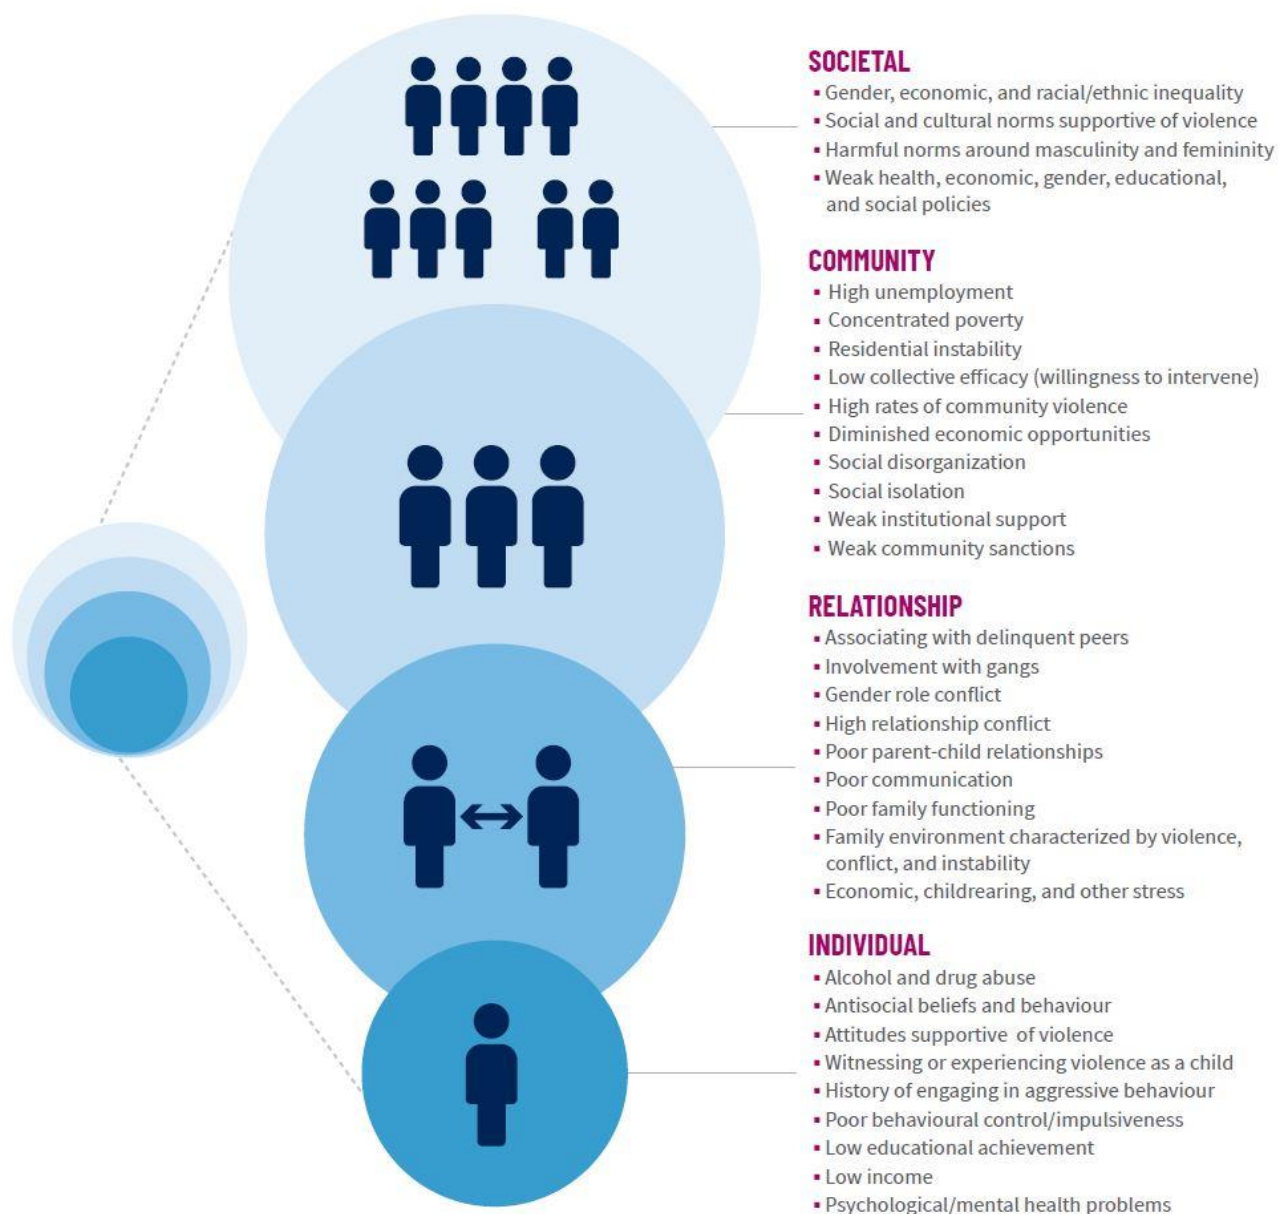 SOCIETAL
▪ Gender, economic, and racial/ethnic inequality
▪ Social and cultural norms supportive of violence
▪ Harmful norms around masculinity and femininity
▪ Weak health, economic, gender, educational,
and social policies
COMMUNITY
▪ High unemployment
▪ Concentrated poverty
▪ Residential instability
▪ Low collective efficacy (willingness to intervene)
▪ High rates of community violence
▪ Diminished economic opportunities
▪ Social disorganization
▪ Social isolation
▪ Weak institutional support
▪ Weak community sanctions
RELATIONSHIP
▪ Associating with delinquent peers
▪ Involvement with gangs
▪ Gender role conflict
▪ High relationship conflict
▪ Poor parent-child relationships
▪ Poor communication
▪ Poor family functioning
▪ Family environment characterized by violence,
conflict, and instability
▪ Economic, childrearing, and other stress
INDIVIDUAL
▪ Alcohol and drug abuse
▪ Antisocial beliefs and behaviour
▪ Attitudes supportive of violence
▪ Witnessing or experiencing violence as a child
▪ History of engaging in aggressive behaviour
▪ Poor behavioural control/impulsiveness
▪ Low educational achievement
▪ Low income
▪ Psychological/mental health problems